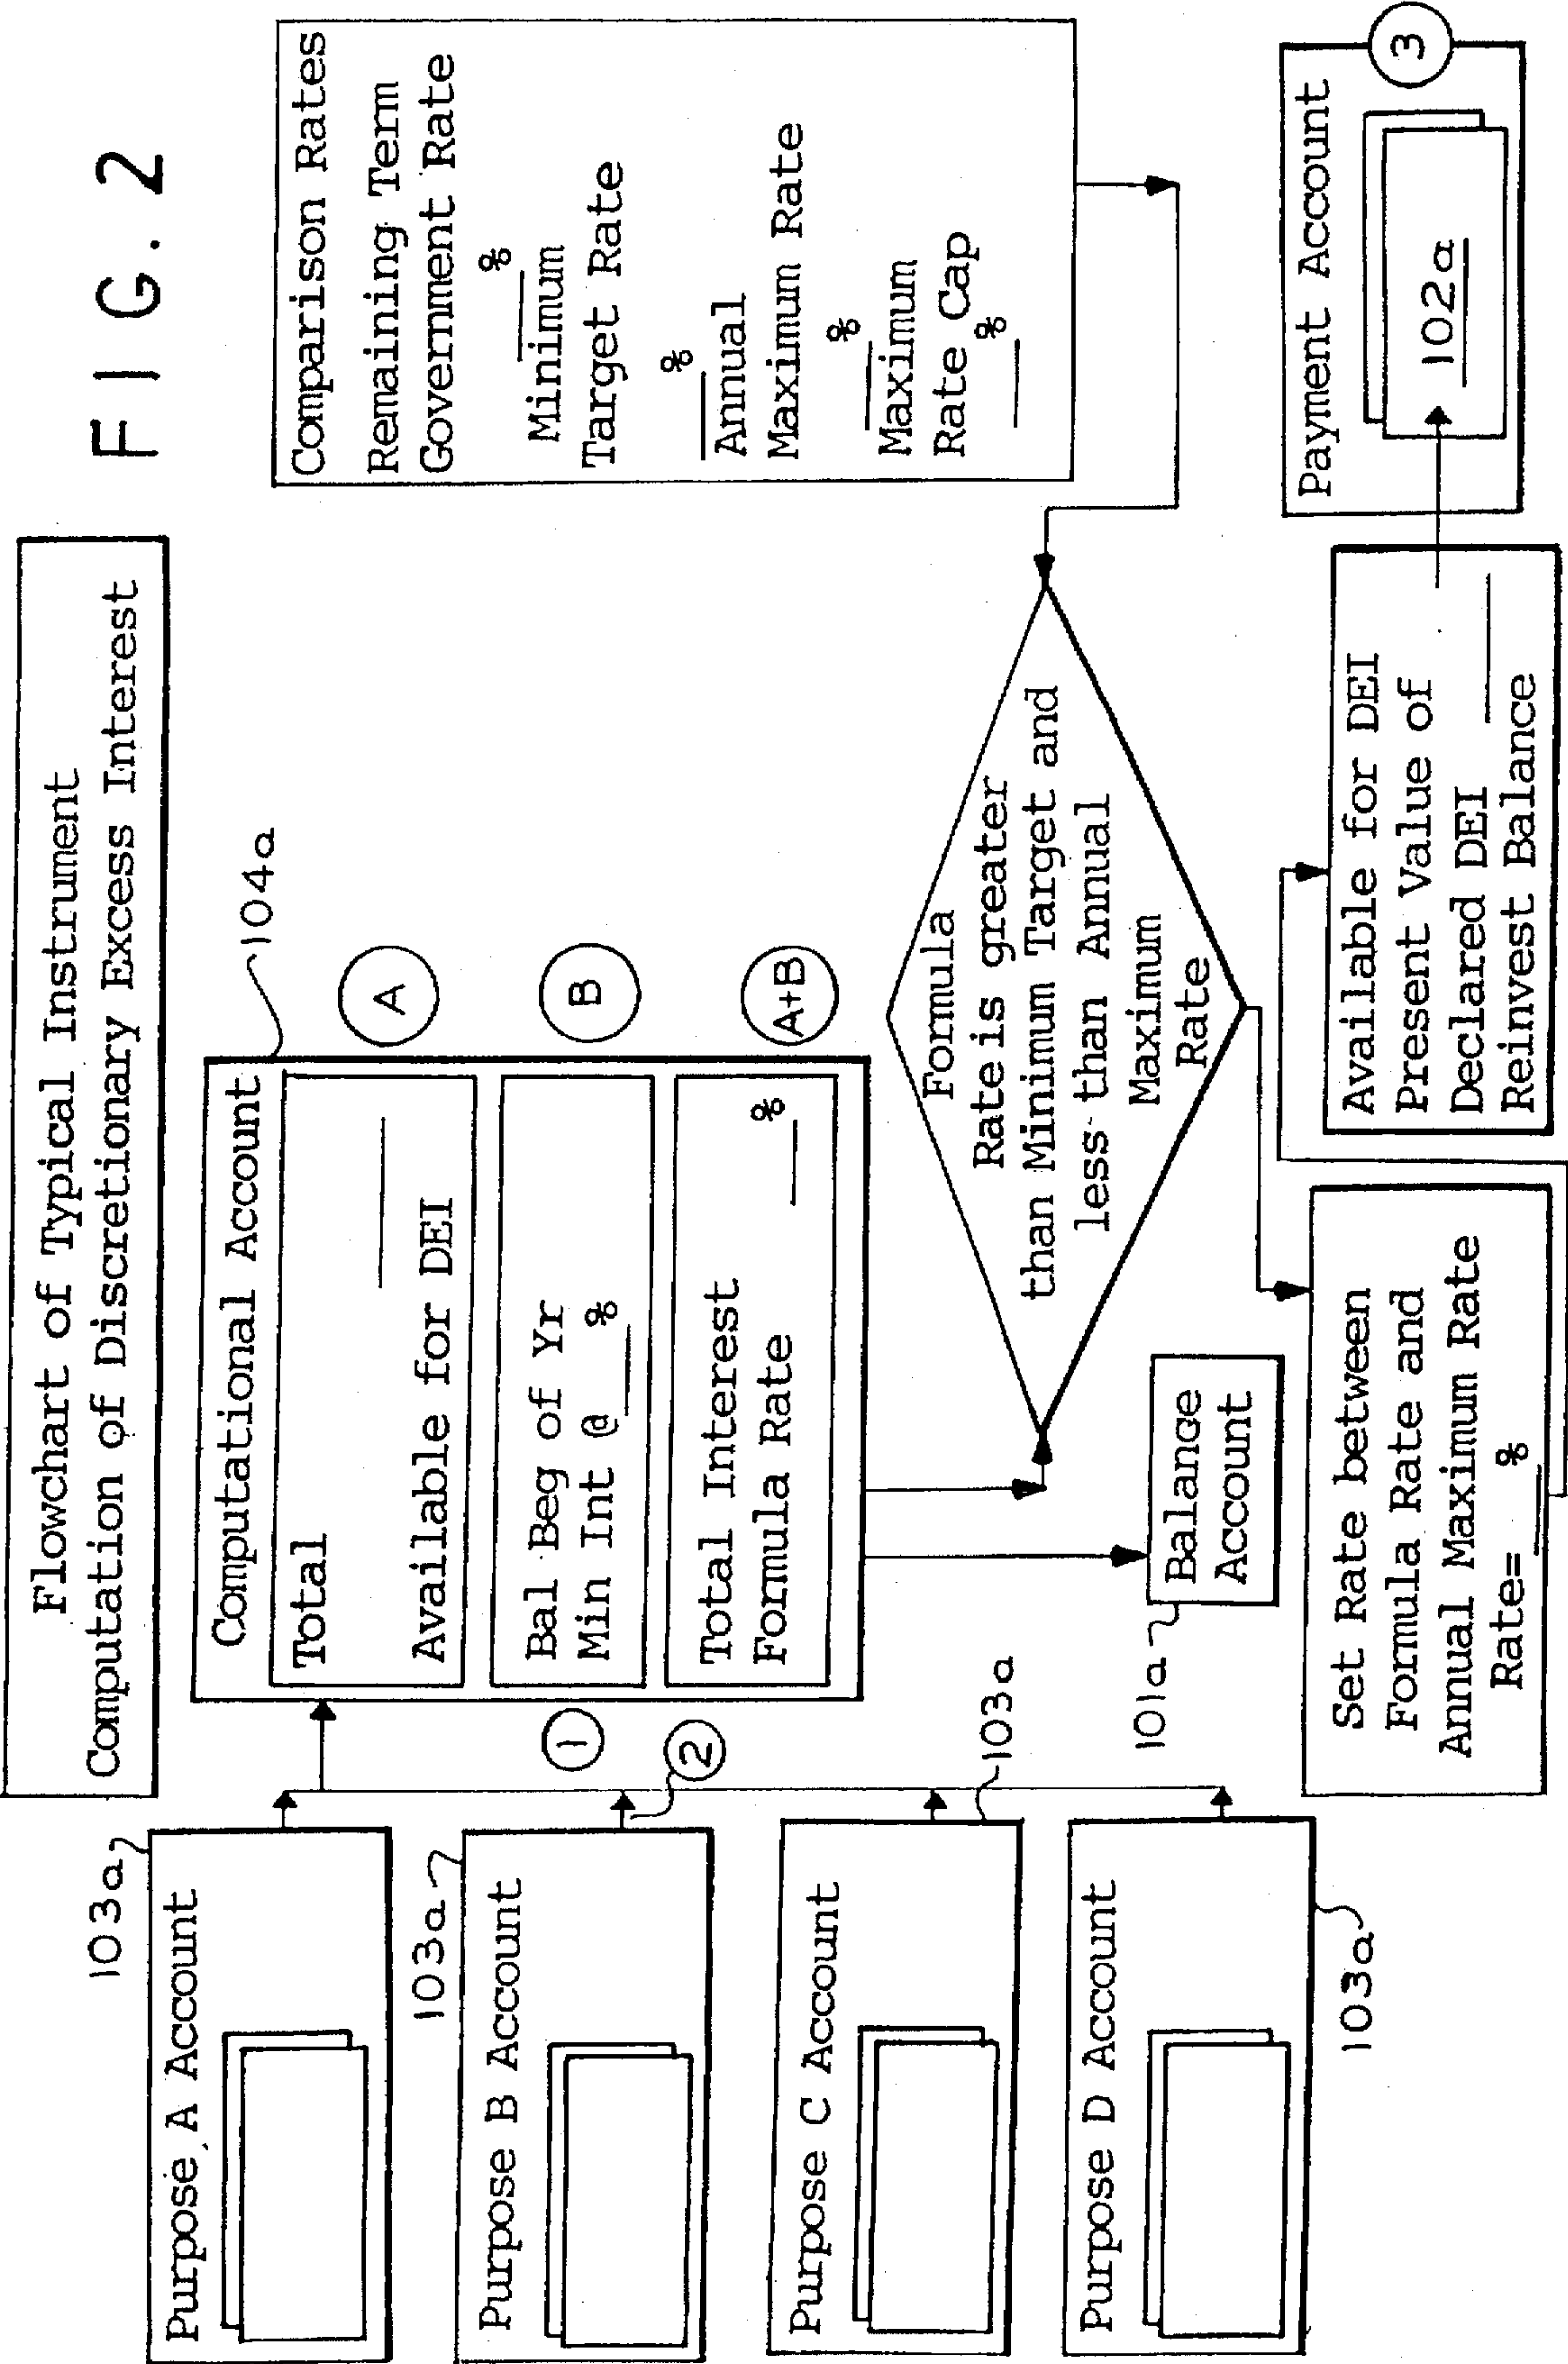 FIG. 2
Flowchart of Typical Instrument
Computation of Discretionary Excess Interest
103a
Purpose A Account
103a
Purpose B Account
Purpose C Account
103a
Purpose D Account
103a
1
2
104a
Computational Account
Total
Available for DEI
A
Bal Beg of Yr
Min Int @ %
B
Total Interest
Formula Rate %
A+B
Comparison Rates
Remaining Term
Government Rate
%
Minimum
Target Rate
%
Annual
Maximum Rate
%
Maximum
Rate Cap
%
Formula
Rate is greater
than Minimum Target and
less than Annual
Maximum
Rate
101a
Balance
Account
Set Rate between
Formula Rate and
Annual Maximum Rate
Rate= %
Available for DEI
Present Value of
Declared DEI
Reinvest Balance
Payment Account
102a
3